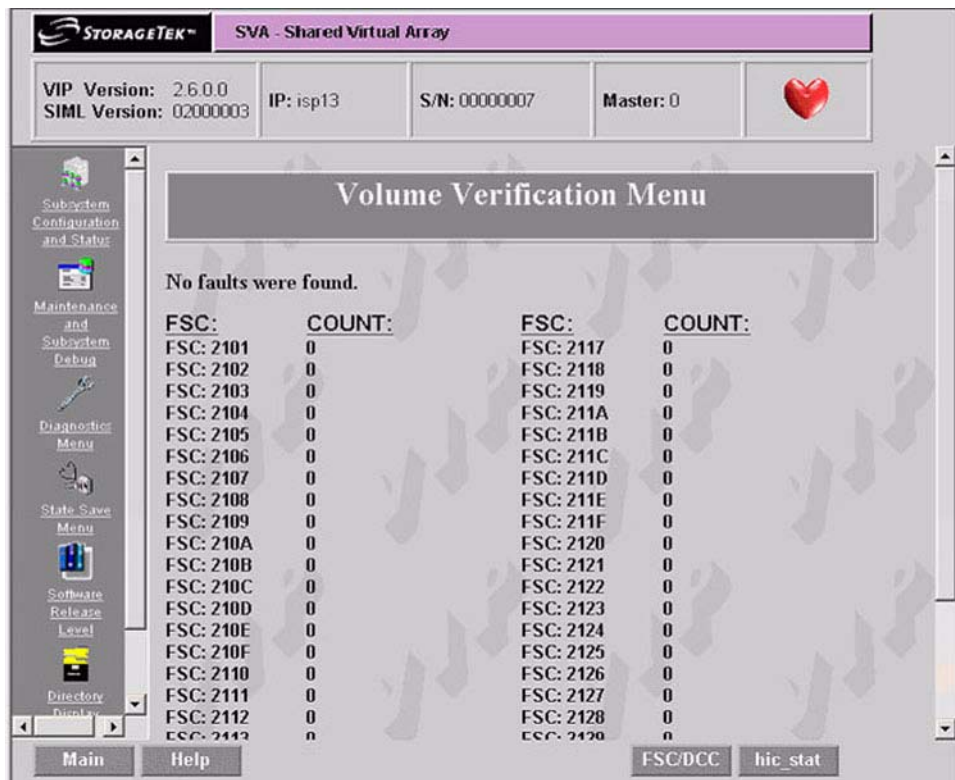 STORAGETEK™
SVA - Shared Virtual Array
VIP Version: 2.6.0.0
SIML Version: 02000003
IP: isp13
S/N: 00000007
Master: 0
Subsystem
Configuration
and Status
Maintenance
and
Subsystem
Debug
Diagnostics
Menu
State Save
Menu
Software
Release
Level
Directory
Display
Volume Verification Menu
No faults were found.
FSC: COUNT: FSC: COUNT:
FSC: 2101 0 FSC: 2117 0
FSC: 2102 0 FSC: 2118 0
FSC: 2103 0 FSC: 2119 0
FSC: 2104 0 FSC: 211A 0
FSC: 2105 0 FSC: 211B 0
FSC: 2106 0 FSC: 211C 0
FSC: 2107 0 FSC: 211D 0
FSC: 2108 0 FSC: 211E 0
FSC: 2109 0 FSC: 211F 0
FSC: 210A 0 FSC: 2120 0
FSC: 210B 0 FSC: 2121 0
FSC: 210C 0 FSC: 2122 0
FSC: 210D 0 FSC: 2123 0
FSC: 210E 0 FSC: 2124 0
FSC: 210F 0 FSC: 2125 0
FSC: 2110 0 FSC: 2126 0
FSC: 2111 0 FSC: 2127 0
FSC: 2112 0 FSC: 2128 0
FSC: 2113 0 FSC: 2129 0
Main Help FSC/DCC hic_stat